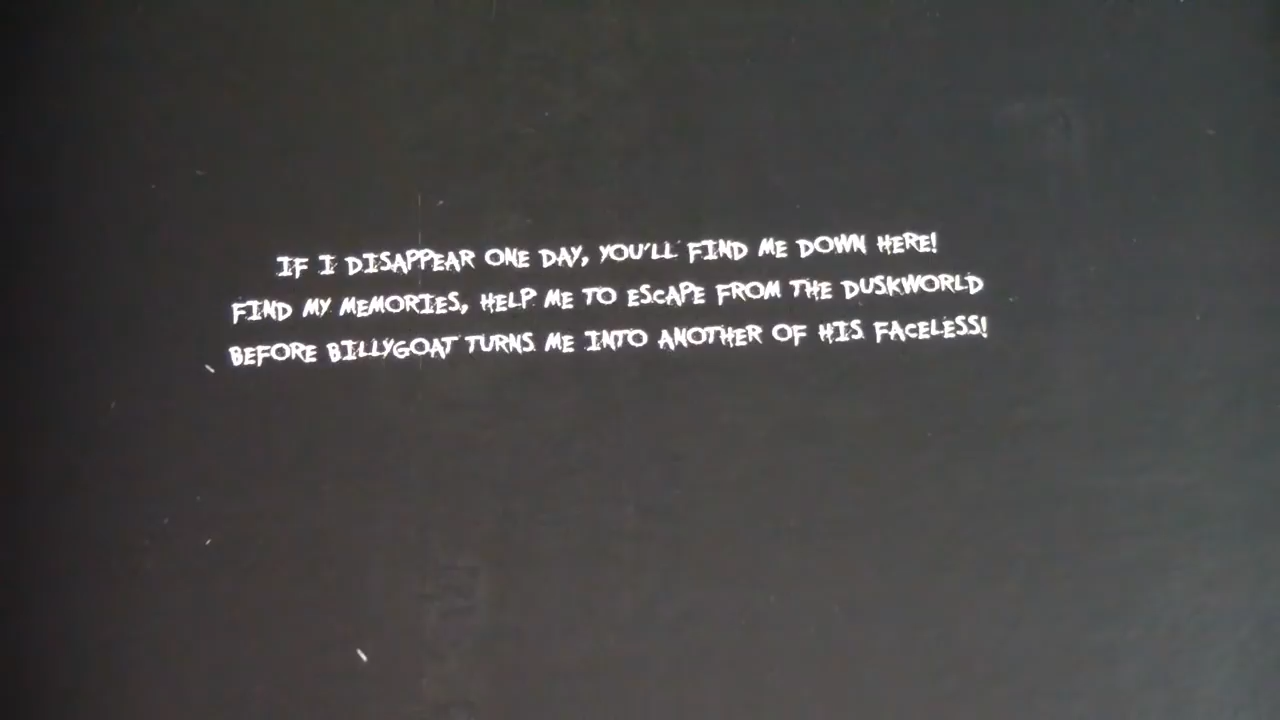 IF I DISAPPEAR ONE DAY, YOU'LL FIND ME DOWN HERE!
FIND MY MEMORIES, HELP ME TO ESCAPE FROM THE DUSKWORLD
BEFORE BILLYGOAT TURNS ME INTO ANOTHER OF HIS FACELESS!